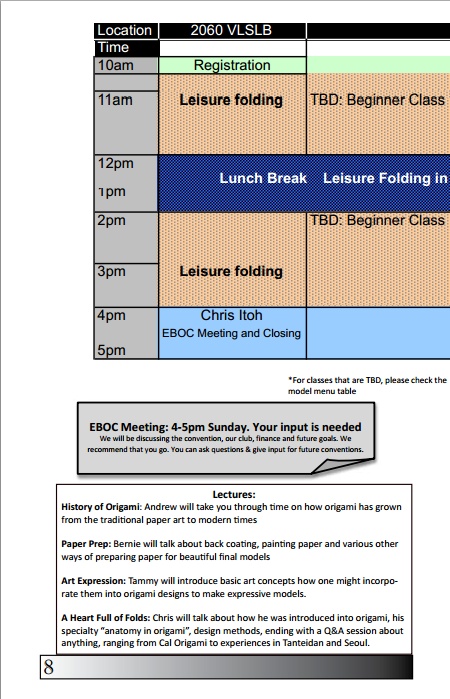 Location 2060 VLSLB
Time
10am Registration
11am Leisure folding TBD: Beginner Class
12pm
Lunch Break Leisure Folding in
1pm
2pm TBD: Beginner Class
3pm Leisure folding
4pm Chris Itoh
EBOC Meeting and Closing
5pm
*For classes that are TBD, please check the
model menu table
EBOC Meeting: 4-5pm Sunday. Your input is needed
We will be discussing the convention, our club, finance and future goals. We
recommend that you go. You can ask questions & give input for future conventions.
Lectures:
History of Origami: Andrew will take you through time on how origami has grown
from the traditional paper art to modern times
Paper Prep: Bernie will talk about back coating, painting paper and various other
ways of preparing paper for beautiful final models
Art Expression: Tammy will introduce basic art concepts how one might incorpo-
rate them into origami designs to make expressive models.
A Heart Full of Folds: Chris will talk about how he was introduced into origami, his
specialty “anatomy in origami”, design methods, ending with a Q&A session about
anything, ranging from Cal Origami to experiences in Tanteidan and Seoul.
8